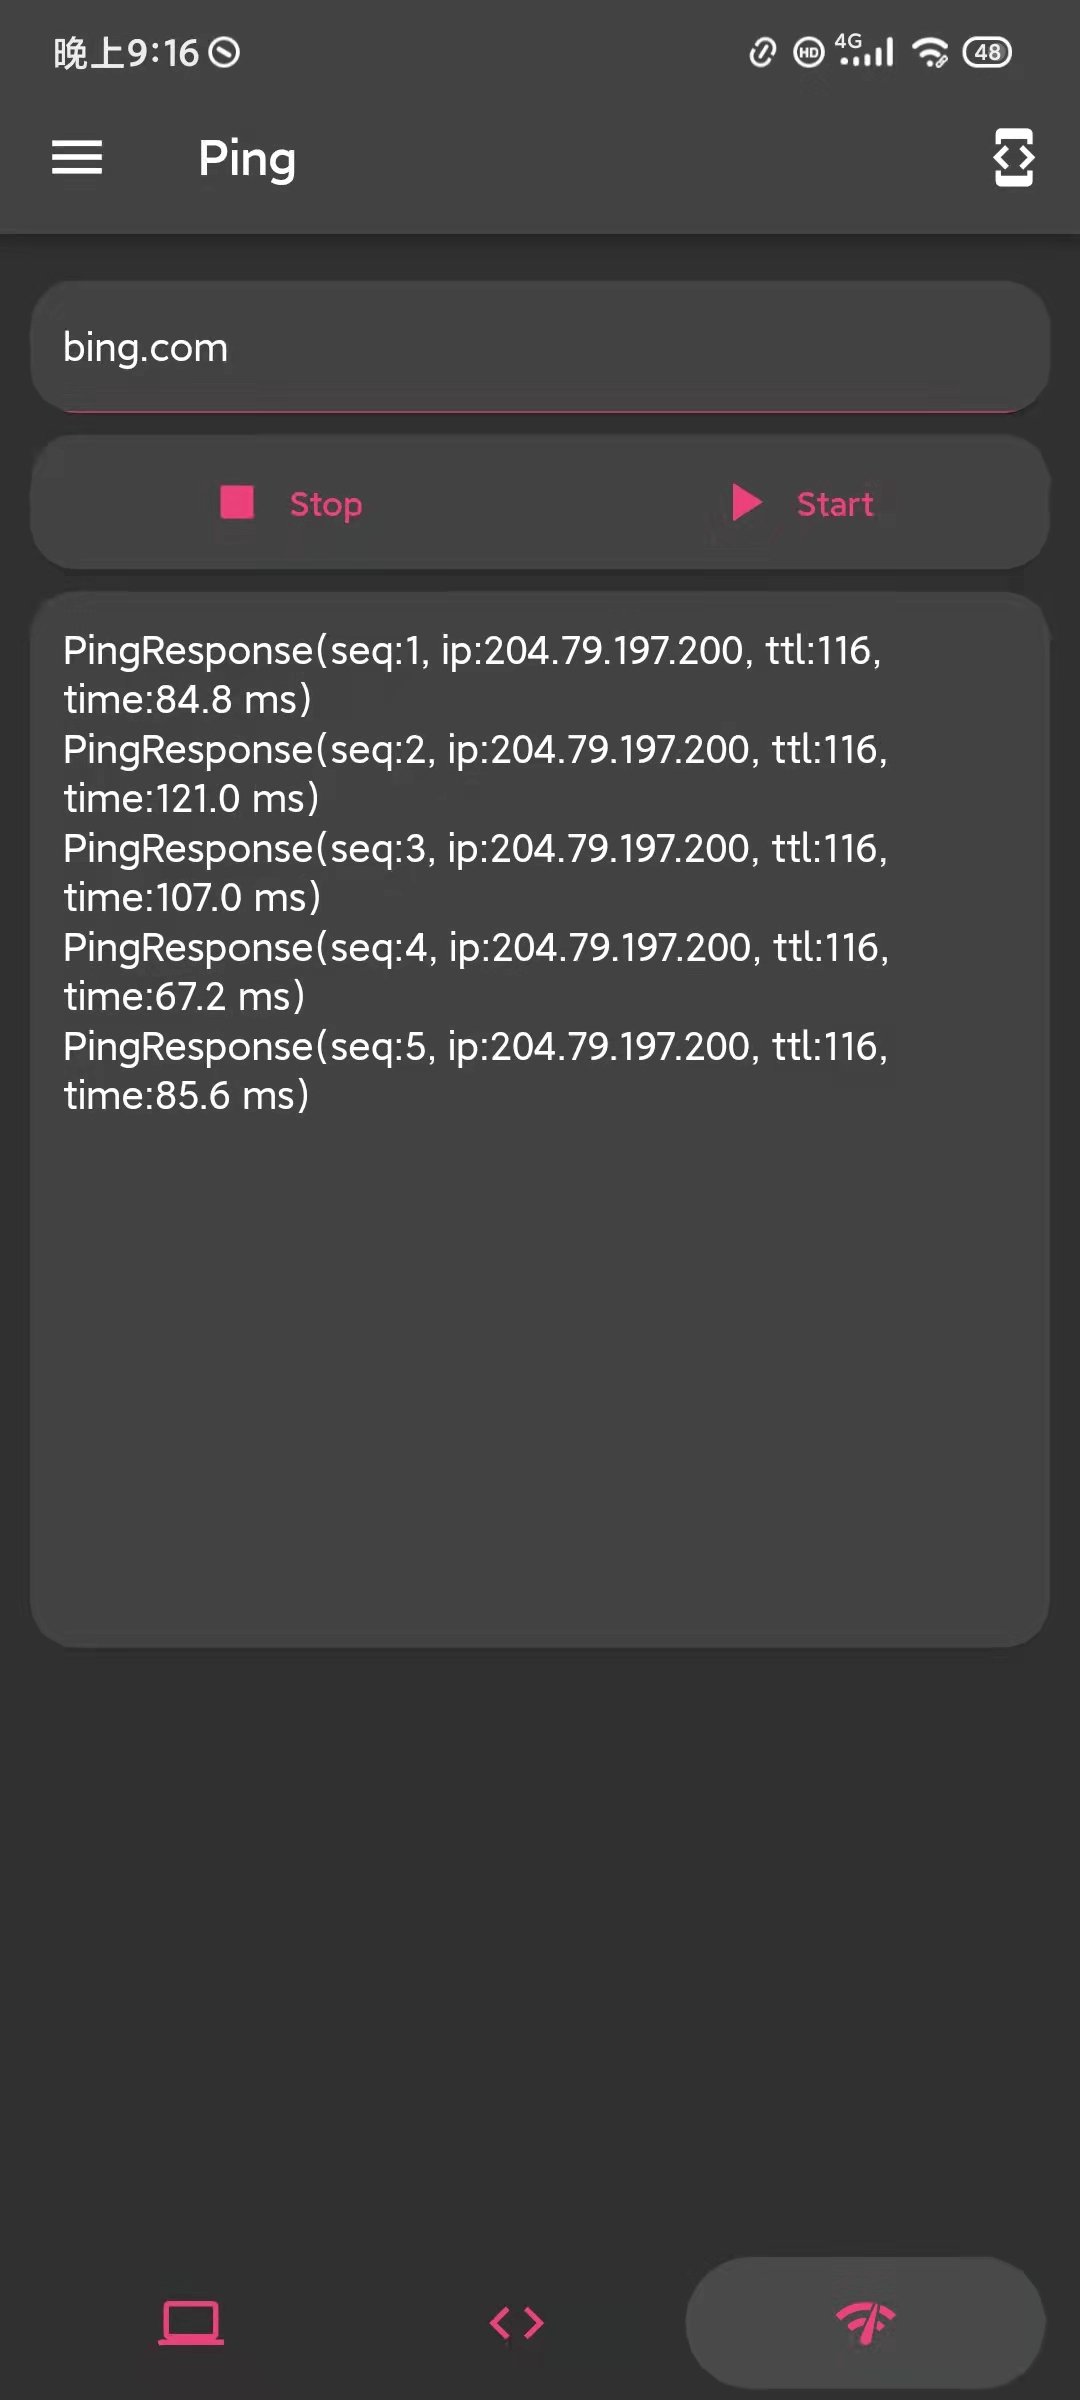 晚上9:16 HD 4G 48
Ping
bing.com
Stop Start
PingResponse(seq:1, ip:204.79.197.200, ttl:116,
time:84.8 ms)
PingResponse(seq:2, ip:204.79.197.200, ttl:116,
time:121.0 ms)
PingResponse(seq:3, ip:204.79.197.200, ttl:116,
time:107.0 ms)
PingResponse(seq:4, ip:204.79.197.200, ttl:116,
time:67.2 ms)
PingResponse(seq:5, ip:204.79.197.200, ttl:116,
time:85.6 ms)